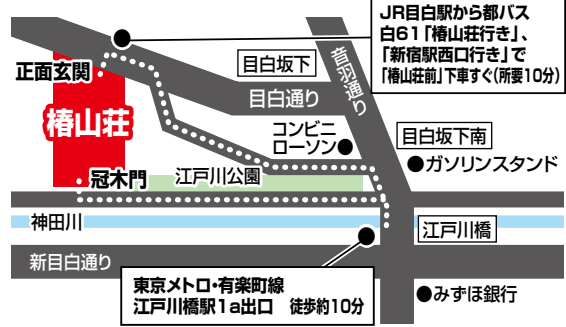 JR目白駅から都バス
白61「椿山荘行き」、
「新宿駅西口行き」で
「椿山荘前」下車すぐ(所要10分)
正面玄関
目白坂下
音羽通り
目白通り
椿山荘
コンビニ
ローソン●
目白坂下南
●ガソリンスタンド
冠木門
江戸川公園
神田川
江戸川橋
新目白通り
東京メトロ・有楽町線
江戸川橋駅1a出口 徒歩約10分
●みずほ銀行